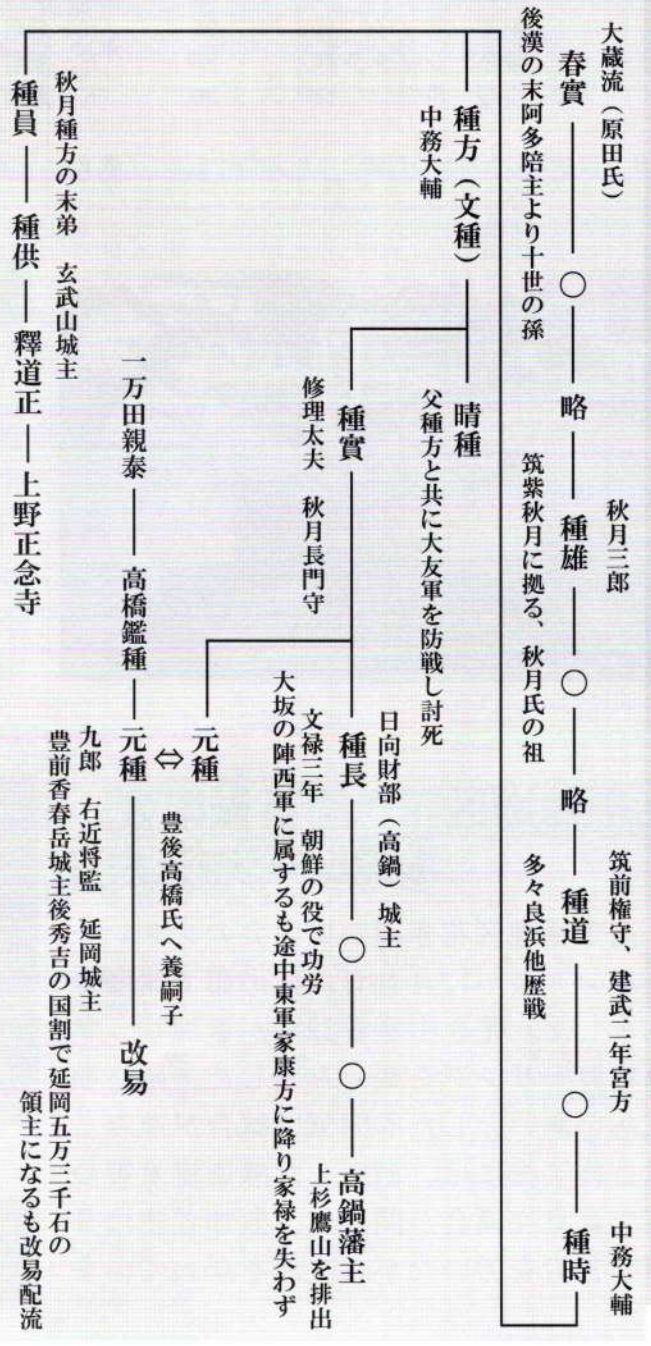 大蔵流（原田氏）
春實 ― ○ ― 略 ― 種雄 ― ○ ― 略 ― 種道 ― ○ ― 種時
後漢の末阿多陪主より十世の孫
秋月三郎
筑紫秋月に拠る、秋月氏の祖
筑前権守、建武二年宮方
多々良浜他歴戦
中務大輔
種方（文種）
中務大輔
晴種
父種方と共に大友軍を防戦し討死
種實
修理太夫 秋月長門守
日向財部（高鍋）城主
種長 ― ○ ― ○ ― 高鍋藩主
文禄三年 朝鮮の役で功労
大坂の陣西軍に属するも途中東軍家康方に降り家禄を失わず
上杉鷹山を排出
元種
⇔
豊後高橋氏へ養嗣子
一万田親泰 ― 高橋鑑種 ― 元種 ― 改易
九郎 右近将監 延岡城主
豊前香春岳城主後秀吉の国割で延岡五万三千石の
領主になるも改易配流
秋月種方の末弟 玄武山城主
種員 ― 種供 ― 釋道正 ― 上野正念寺